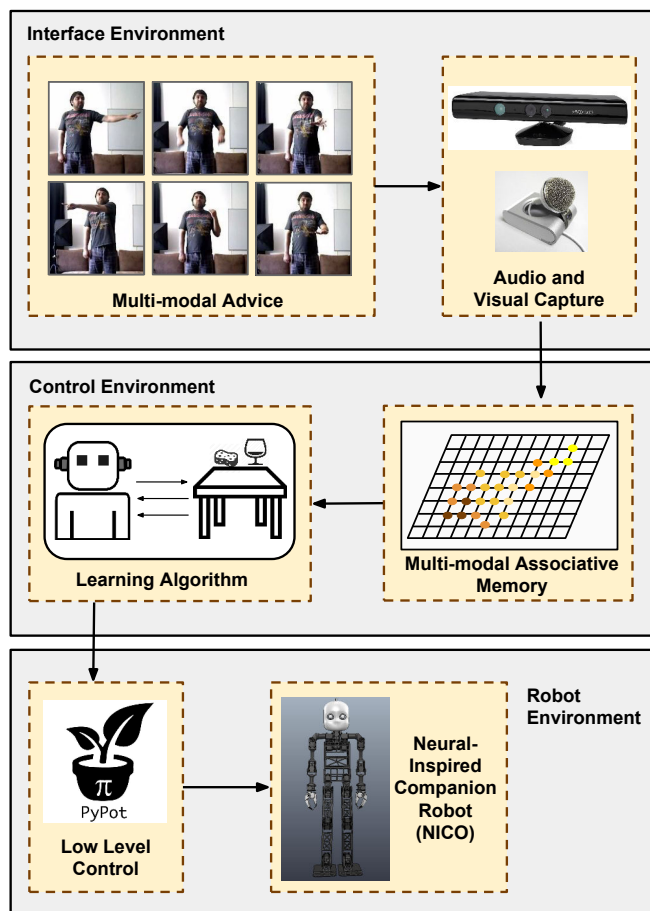 Interface Environment
Multi-modal Advice
Audio and
Visual Capture
Control Environment
Learning Algorithm
Multi-modal Associative
Memory
π
PyPot
Low Level
Control
Neural-
Inspired
Companion
Robot
(NICO)
Robot
Environment